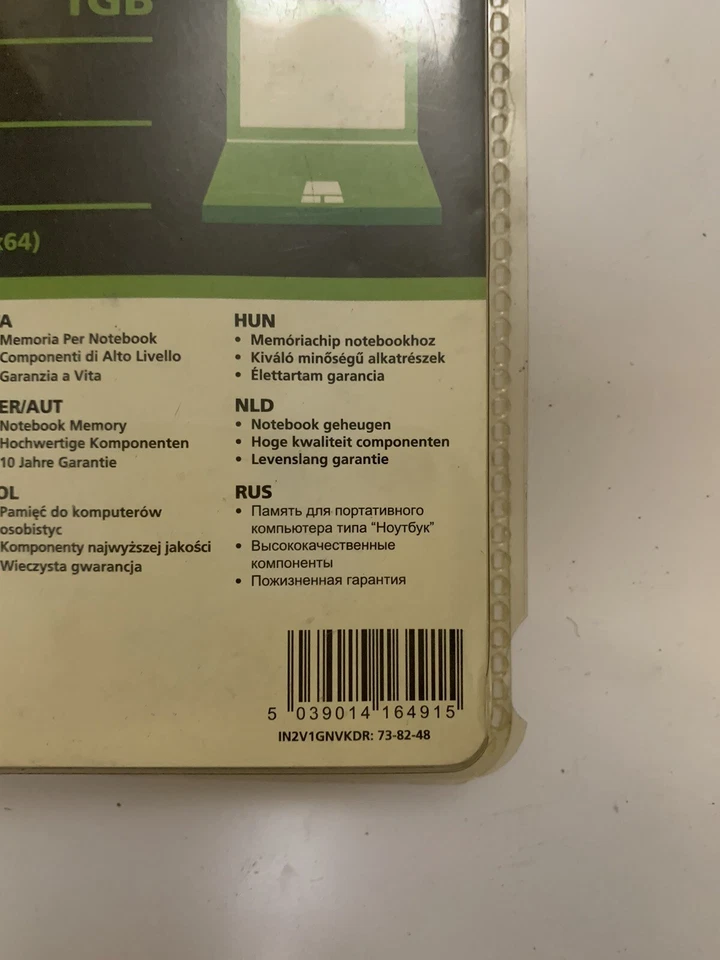 1GB
x64)
A
Memoria Per Notebook
Componenti di Alto Livello
Garanzia a Vita
ER/AUT
Notebook Memory
Hochwertige Komponenten
10 Jahre Garantie
OL
Pamięć do komputerów
osobistyc
Komponenty najwyższej jakości
Wieczysta gwarancja
HUN
• Memóriachip notebookhoz
• Kiváló minőségű alkatrészek
• Élettartam garancia
NLD
• Notebook geheugen
• Hoge kwaliteit componenten
• Levenslang garantie
RUS
• Память для портативного
компьютера типа “Ноутбук”
• Высококачественные
компоненты
• Пожизненная гарантия
5 039014 164915
IN2V1GNVKDR: 73-82-48